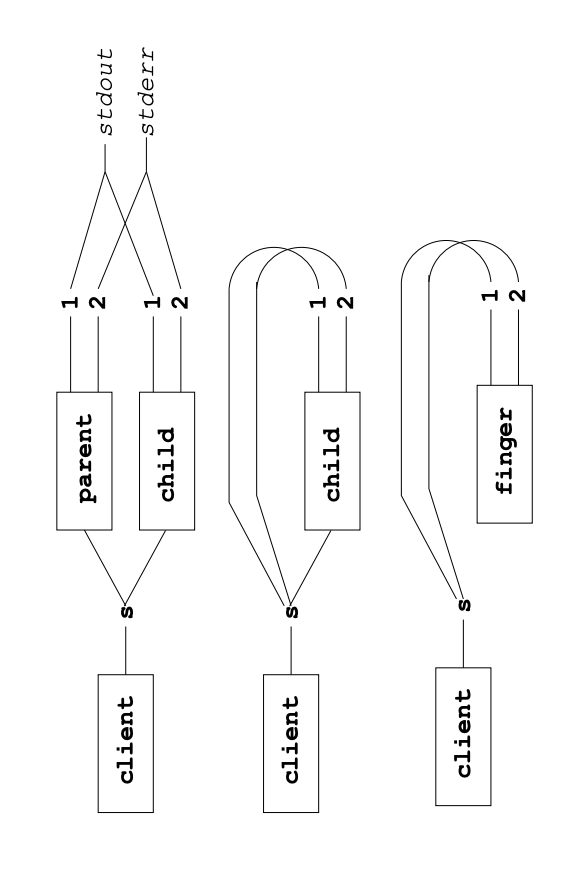 client s parent 1 stdout
2 stderr
child 1
2
client s child 1
2
client s finger 1
2